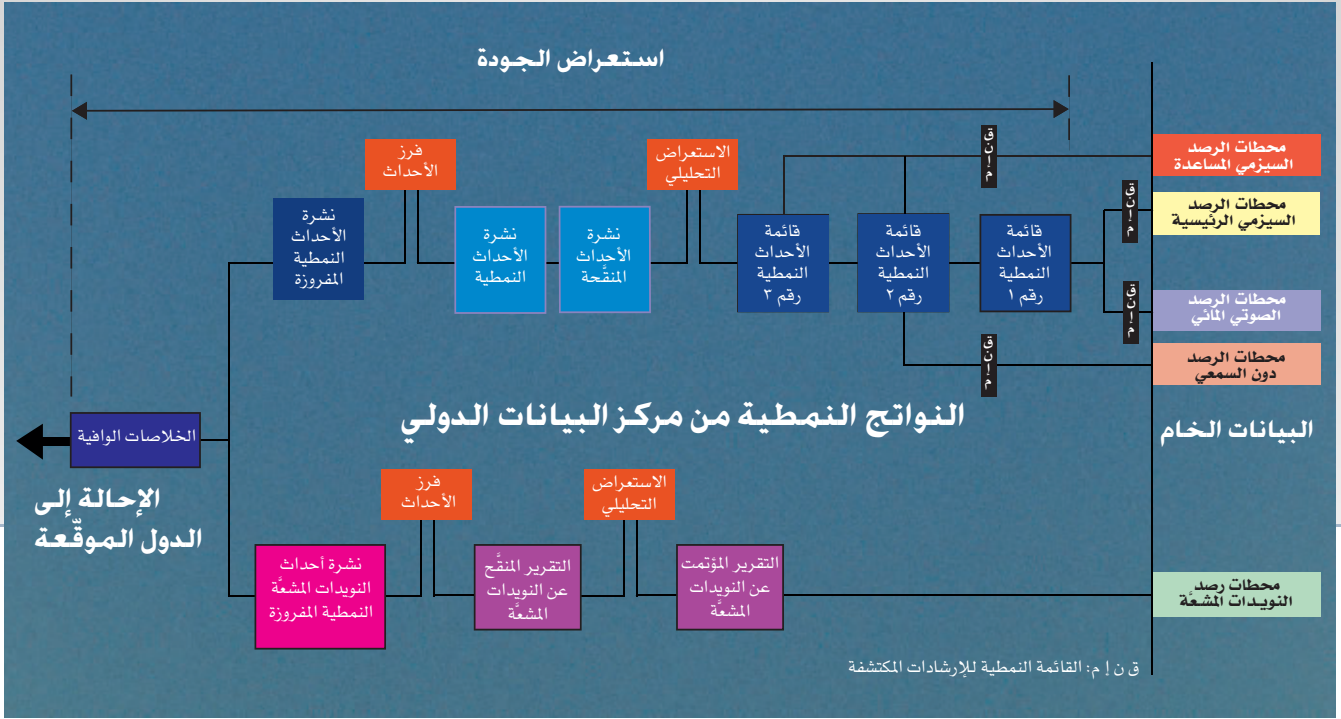 استعراض الجودة
محطات الرصد
السيزمي المساعدة
محطات الرصد
السيزمي الرئيسية
محطات الرصد
الصوتي المائي
محطات الرصد
دون السمعي
البيانات الخام
محطات رصد
النويدات المشعَّة
ق ن إ م
ق ن إ م
ق ن إ م
ق ن إ م
قائمة
الأحداث
النمطية
رقم ١
قائمة
الأحداث
النمطية
رقم ٢
قائمة
الأحداث
النمطية
رقم ٣
الاستعراض
التحليلي
نشرة
الأحداث
المنقَّحة
نشرة
الأحداث
النمطية
فرز
الأحداث
نشرة
الأحداث
النمطية
المفروزة
النواتج النمطية من مركز البيانات الدولي
الخلاصات الوافية
الإحالة إلى
الدول الموقّعة
التقرير المؤتمت
عن النويدات
المشعَّة
الاستعراض
التحليلي
التقرير المنقَّح
عن النويدات
المشعَّة
فرز
الأحداث
نشرة أحداث
النويدات المشعَّة
النمطية المفروزة
ق ن إ م: القائمة النمطية للإرشادات المكتشفة